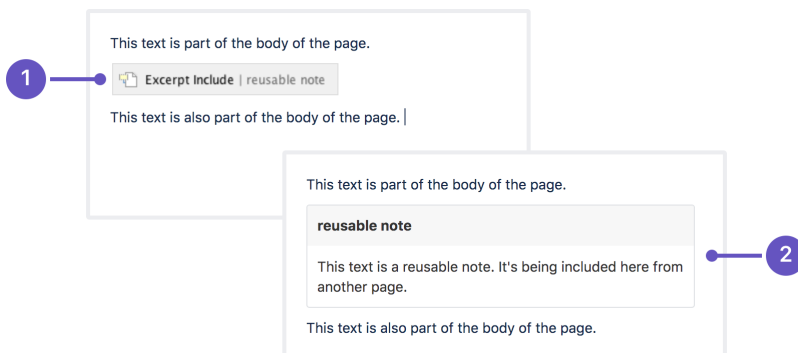 This text is part of the body of the page.
1
Excerpt Include | reusable note
This text is also part of the body of the page.
This text is part of the body of the page.
reusable note
2
This text is a reusable note. It's being included here from
another page.
This text is also part of the body of the page.